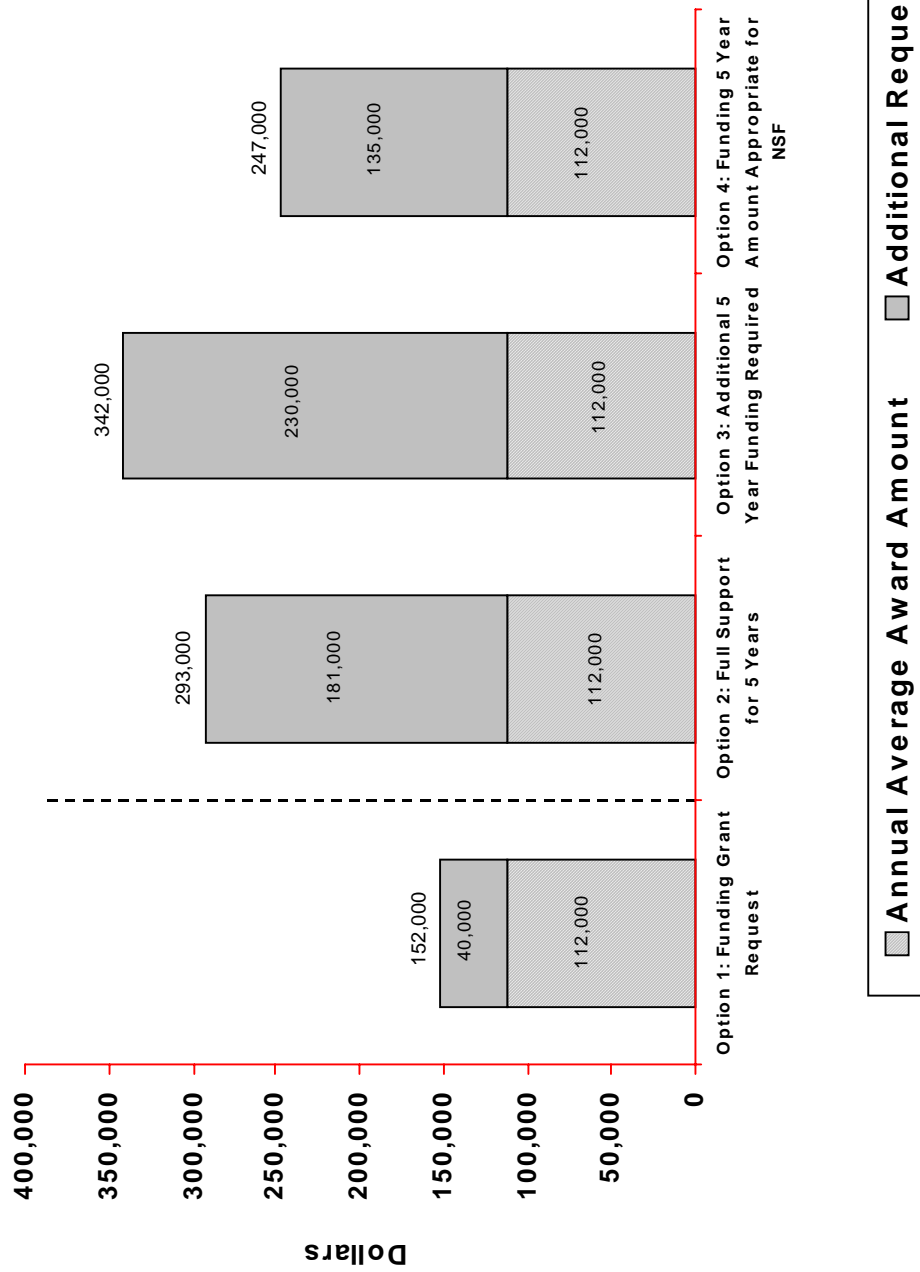 400,000
350,000
300,000
250,000
200,000
150,000
100,000
50,000
0
Dollars
152,000
40,000
112,000
293,000
181,000
112,000
342,000
230,000
112,000
247,000
135,000
112,000
Option 1: Funding Grant
Request
Option 2: Full Support
for 5 Years
Option 3: Additional 5
Year Funding Required
Option 4: Funding 5 Year
Amount Appropriate for
NSF
Annual Average Award Amount
Additional Reque